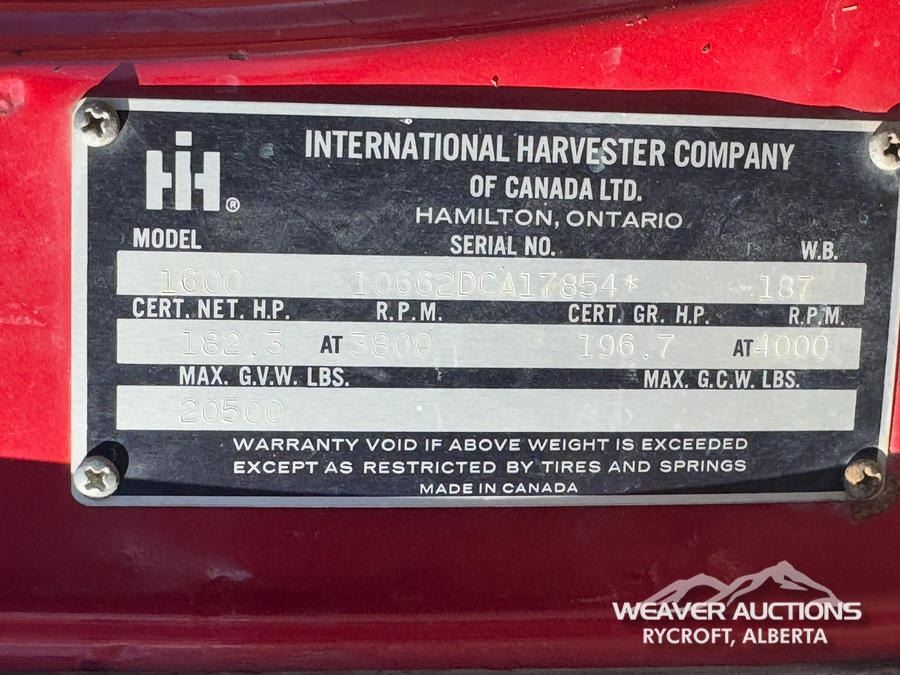 IH®
INTERNATIONAL HARVESTER COMPANY
OF CANADA LTD.
HAMILTON, ONTARIO
MODEL SERIAL NO. W.B.
1600 10662DCA17854* 187
CERT. NET. H.P. R.P.M. CERT. GR. H.P. R.P.M.
182.3 AT 3800 196.7 AT 4000
MAX. G.V.W. LBS. MAX. G.C.W. LBS.
20500
WARRANTY VOID IF ABOVE WEIGHT IS EXCEEDED
EXCEPT AS RESTRICTED BY TIRES AND SPRINGS
MADE IN CANADA
WEAVER AUCTIONS
RYCROFT, ALBERTA